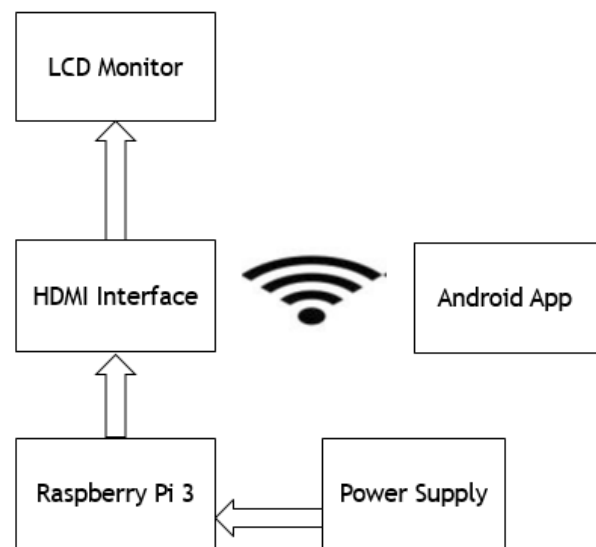 LCD Monitor
HDMI Interface
Android App
Raspberry Pi 3
Power Supply